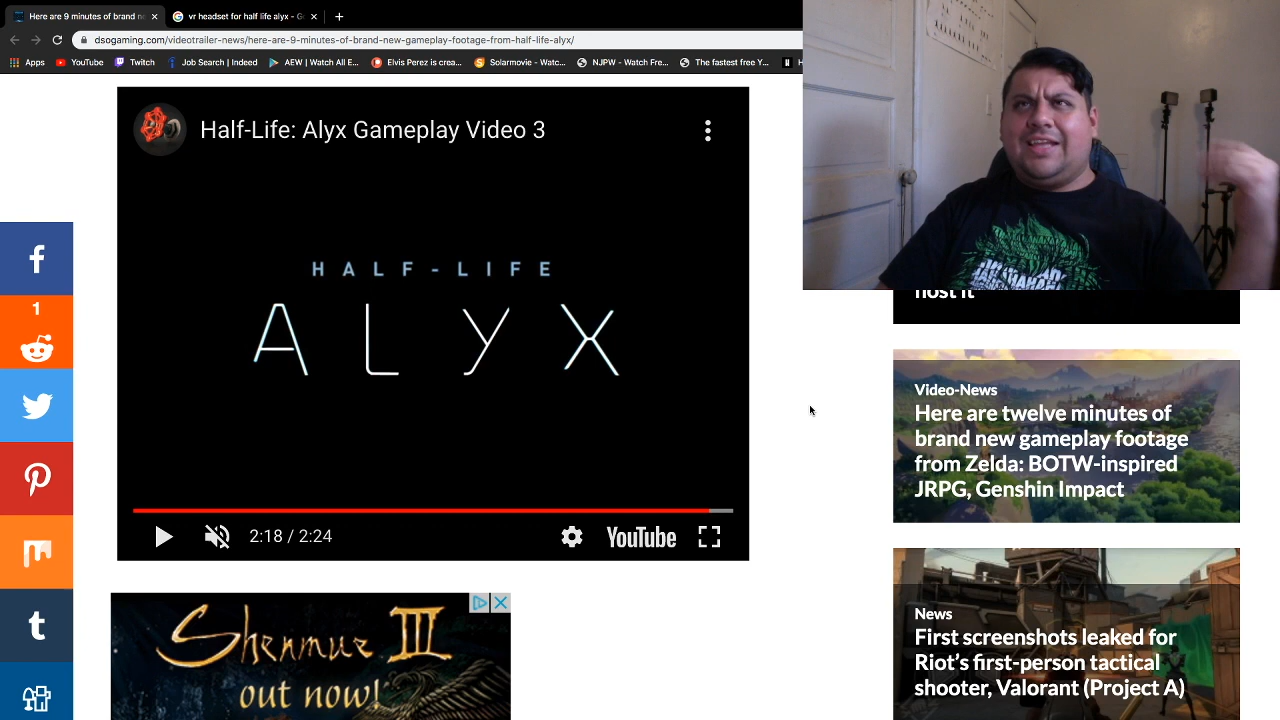 Here are 9 minutes of brand ne
vr headset for half life alyx - Go
dsogaming.com/videotrailer-news/here-are-9-minutes-of-brand-new-gameplay-footage-from-half-life-alyx/
Apps
YouTube
Twitch
Job Search | Indeed
AEW | Watch All E...
Elvis Perez is crea...
Solarmovie - Watc...
NJPW - Watch Fre...
The fastest free Y...
Half-Life: Alyx Gameplay Video 3
HALF-LIFE
ALYX
2:18 / 2:24
YouTube
1
host it
Video-News
Here are twelve minutes of
brand new gameplay footage
from Zelda: BOTW-inspired
JRPG, Genshin Impact
News
First screenshots leaked for
Riot's first-person tactical
shooter, Valorant (Project A)
Shenmue III
out now!